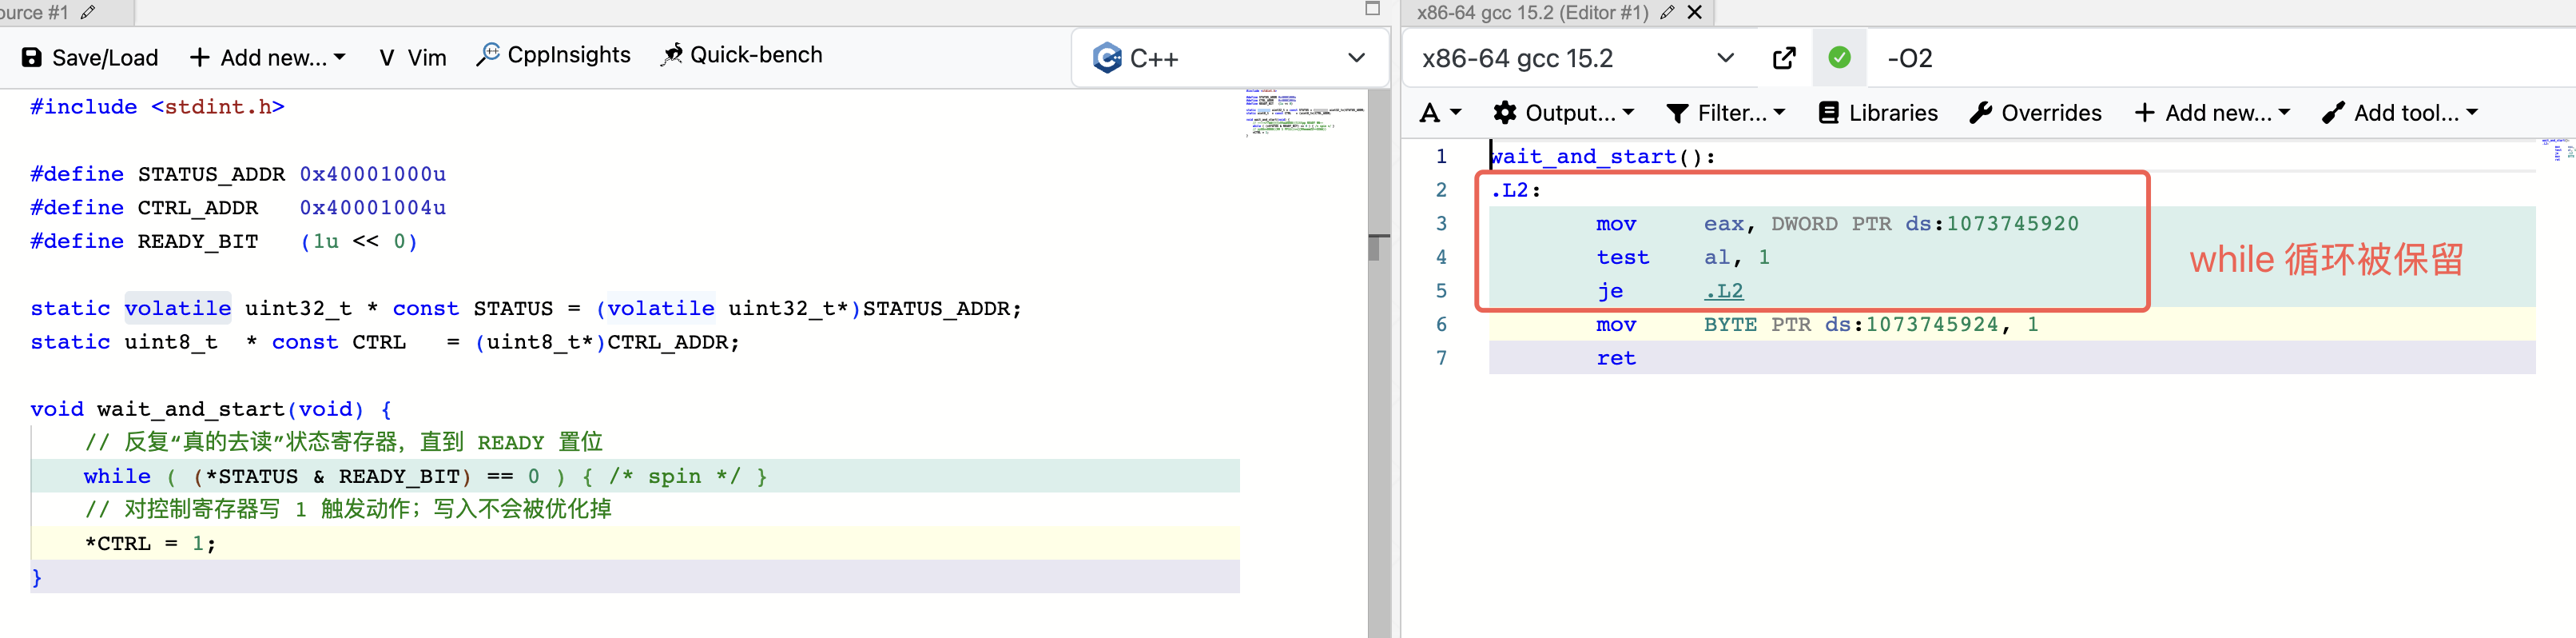 ource #1
x86-64 gcc 15.2 (Editor #1)
Save/Load
Add new...
V Vim
CppInsights
Quick-bench
C++
x86-64 gcc 15.2
-O2
A
Output...
Filter...
Libraries
Overrides
Add new...
Add tool...
#include <stdint.h>
#define STATUS_ADDR 0x40001000u
#define CTRL_ADDR   0x40001004u
#define READY_BIT   (1u << 0)
static volatile uint32_t * const STATUS = (volatile uint32_t*)STATUS_ADDR;
static uint8_t  * const CTRL   = (uint8_t*)CTRL_ADDR;
void wait_and_start(void) {
    // 反复“真的去读”状态寄存器，直到 READY 置位
    while ( (*STATUS & READY_BIT) == 0 ) { /* spin */ }
    // 对控制寄存器写 1 触发动作；写入不会被优化掉
    *CTRL = 1;
}
1 wait_and_start():
2 .L2:
3         mov     eax, DWORD PTR ds:1073745920
4         test    al, 1
5         je      .L2
6         mov     BYTE PTR ds:1073745924, 1
7         ret
while 循环被保留